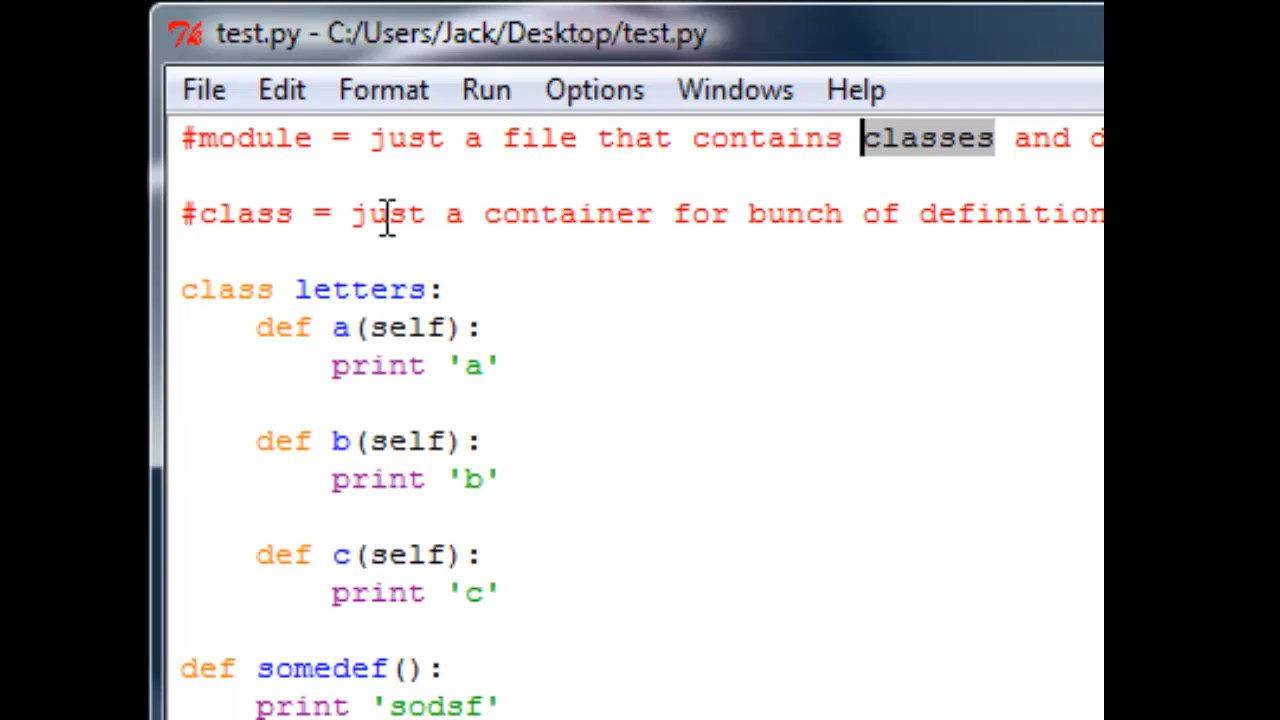 test.py - C:/Users/Jack/Desktop/test.py
File Edit Format Run Options Windows Help
#module = just a file that contains classes and d
#class = just a container for bunch of definition
class letters:
    def a(self):
        print 'a'
    def b(self):
        print 'b'
    def c(self):
        print 'c'
def somedef():
    print 'sodsf'